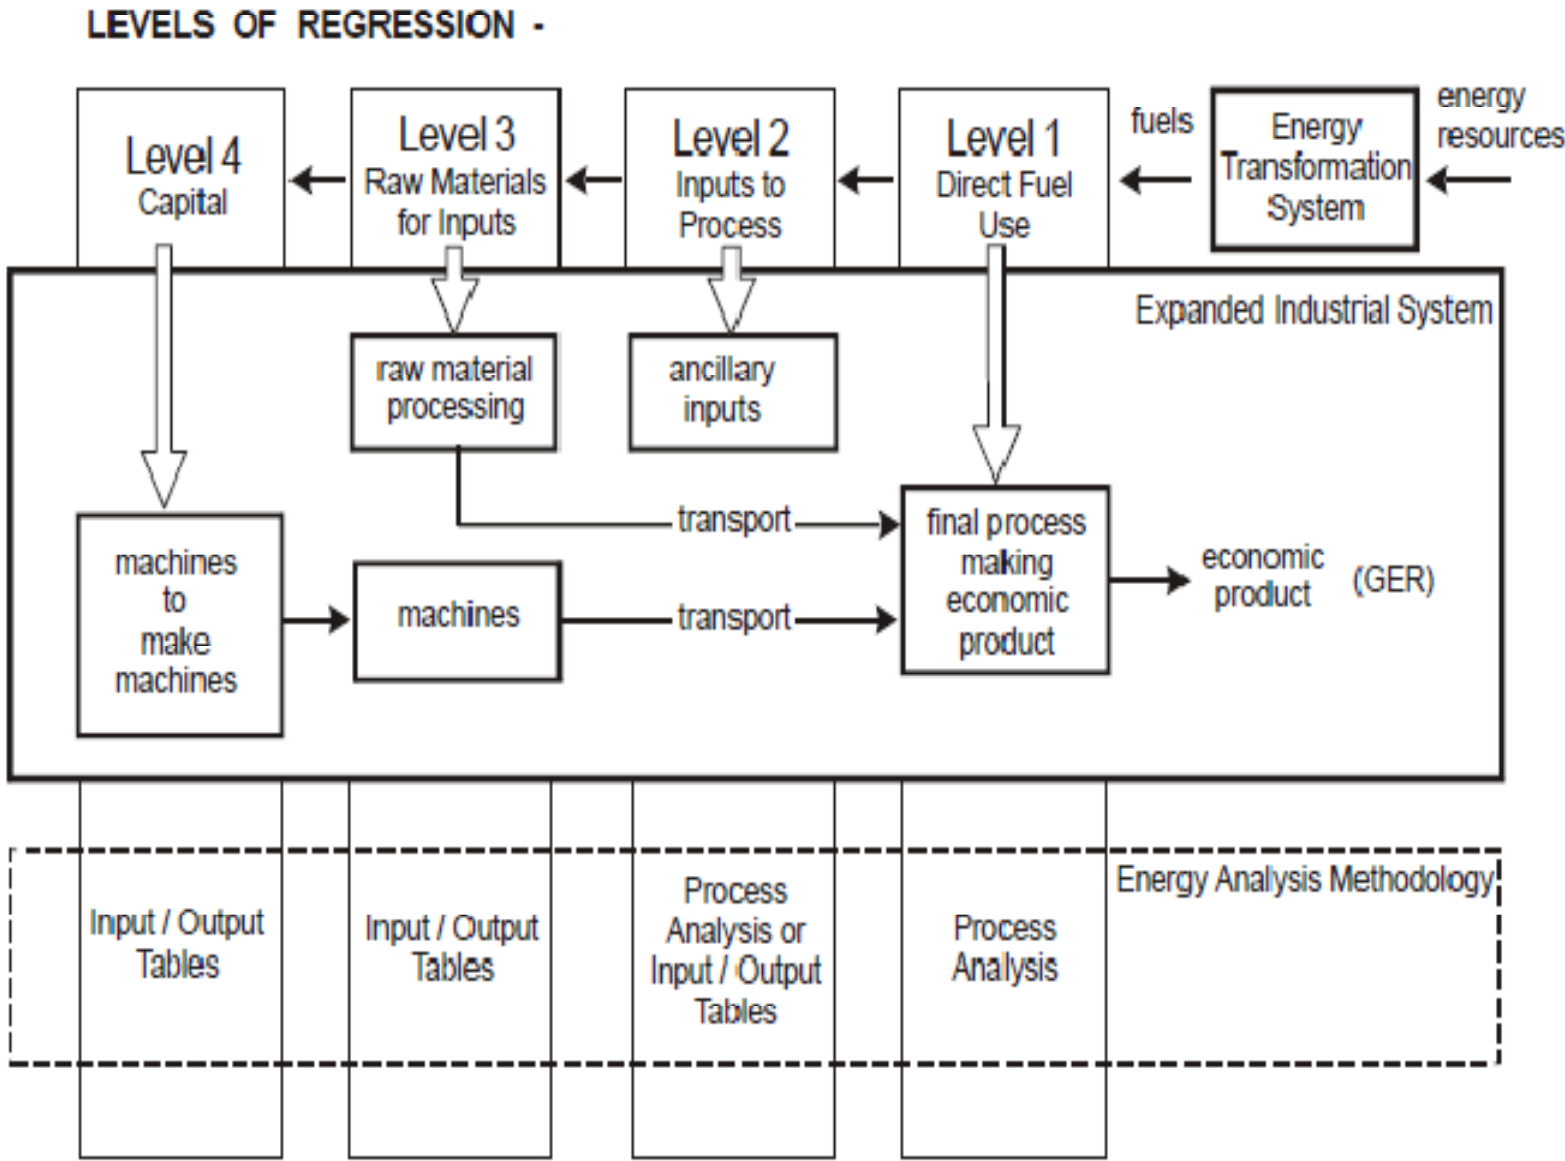 LEVELS OF REGRESSION -
Level 4
Capital
Level 3
Raw Materials
for Inputs
Level 2
Inputs to
Process
Level 1
Direct Fuel
Use
fuels
Energy
Transformation
System
energy
resources
Expanded Industrial System
raw material
processing
ancillary
inputs
transport
machines
to
make
machines
machines
transport
final process
making
economic
product
economic
product
(GER)
Energy Analysis Methodology
Input / Output
Tables
Input / Output
Tables
Process
Analysis or
Input / Output
Tables
Process
Analysis